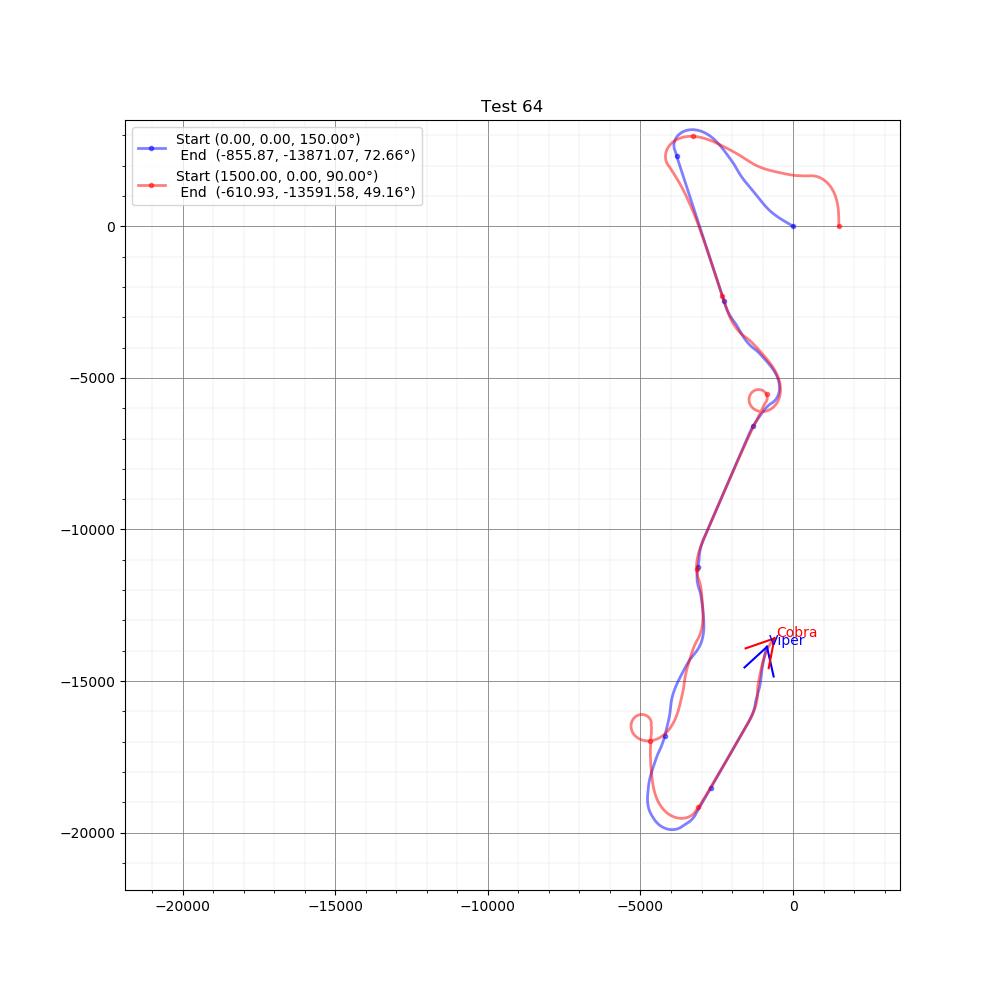 Test 64
Start (0.00, 0.00, 150.00°)
End (-855.87, -13871.07, 72.66°)
Start (1500.00, 0.00, 90.00°)
End (-610.93, -13591.58, 49.16°)
0
−5000
−10000
−15000
−20000
Cobra
Viper
−20000 −15000 −10000 −5000 0